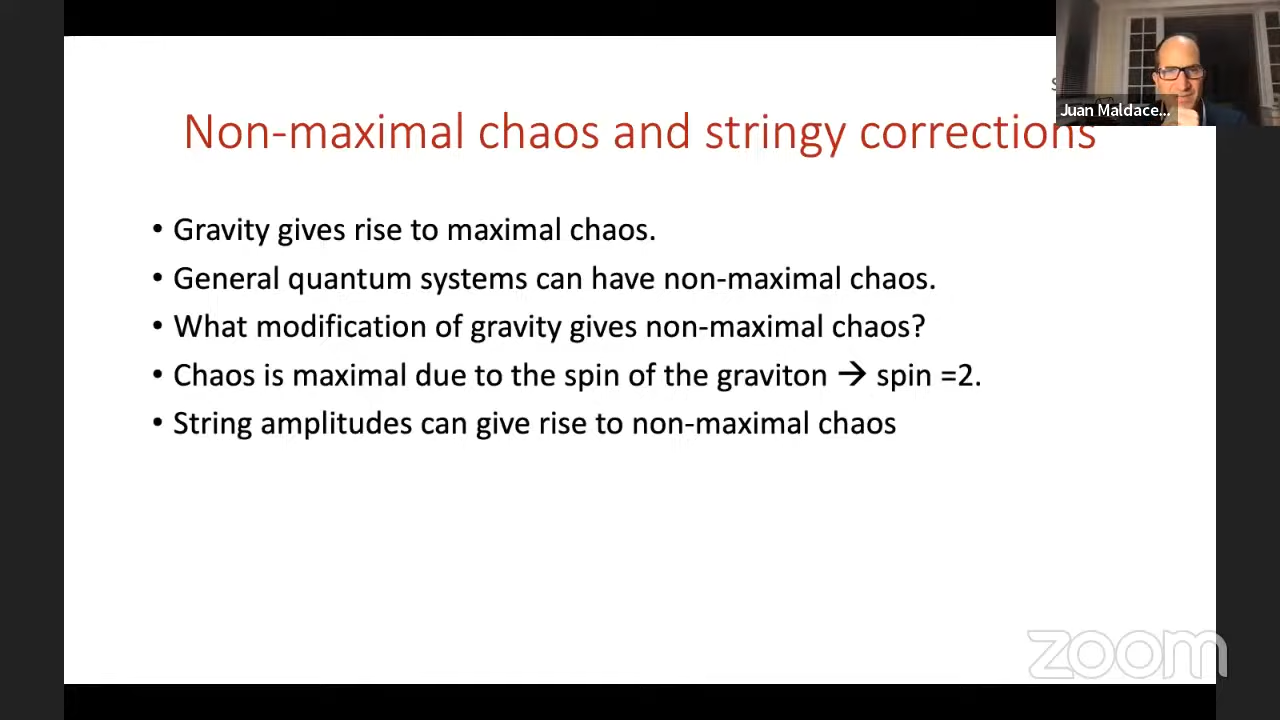 Non-maximal chaos and stringy corrections
Juan Maldace...
• Gravity gives rise to maximal chaos.
• General quantum systems can have non-maximal chaos.
• What modification of gravity gives non-maximal chaos?
• Chaos is maximal due to the spin of the graviton → spin =2.
• String amplitudes can give rise to non-maximal chaos
zoom